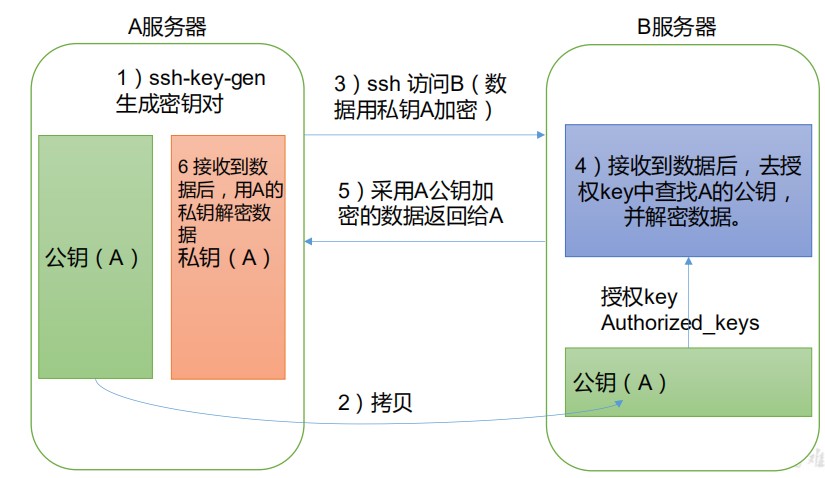 A服务器
B服务器
1）ssh-key-gen
生成密钥对
3）ssh 访问B（数
据用私钥A加密）
6 接收到数
据后，用A的
私钥解密数
据
私钥（A）
公钥（A）
5）采用A公钥加
密的数据返回给A
4）接收到数据后，去授
权key中查找A的公钥，
并解密数据。
授权key
Authorized_keys
公钥（A）
2）拷贝